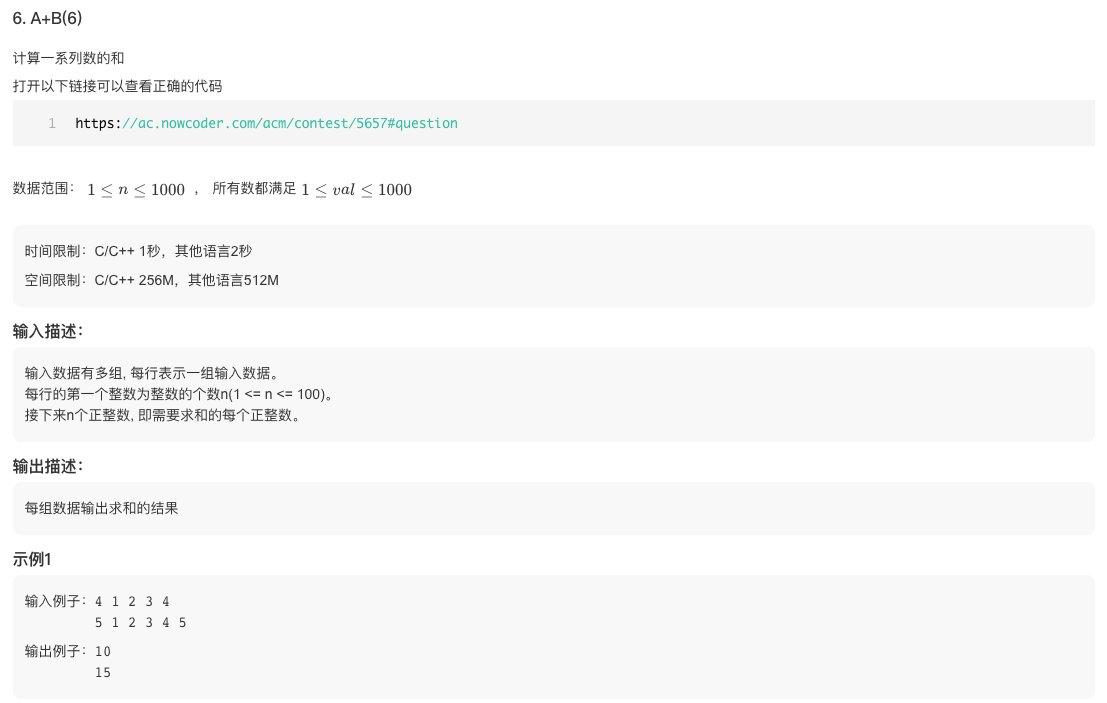 6. A+B(6)
计算一系列数的和
打开以下链接可以查看正确的代码
1 https://ac.nowcoder.com/acm/contest/5657#question
数据范围： 1 ≤ n ≤ 1000 ， 所有数都满足 1 ≤ val ≤ 1000
时间限制：C/C++ 1秒，其他语言2秒
空间限制：C/C++ 256M，其他语言512M
输入描述：
输入数据有多组, 每行表示一组输入数据。
每行的第一个整数为整数的个数n(1 <= n <= 100)。
接下来n个正整数, 即需要求和的每个正整数。
输出描述：
每组数据输出求和的结果
示例1
输入例子：4 1 2 3 4
5 1 2 3 4 5
输出例子：10
15